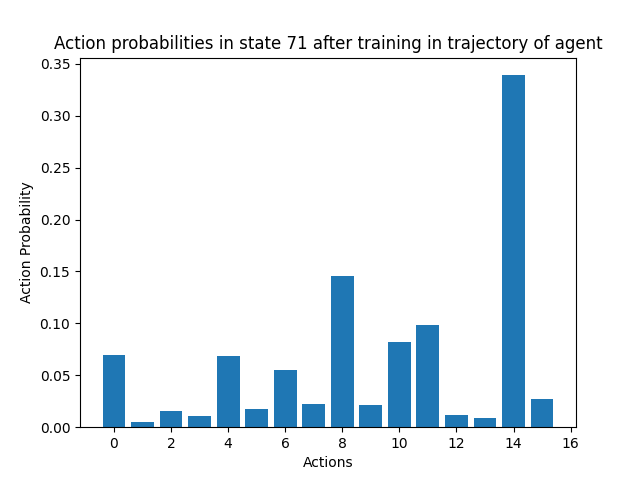 Action probabilities in state 71 after training in trajectory of agent
0.35
0.30
0.25
0.20
0.15
0.10
0.05
0.00
Action Probability
0 2 4 6 8 10 12 14 16
Actions